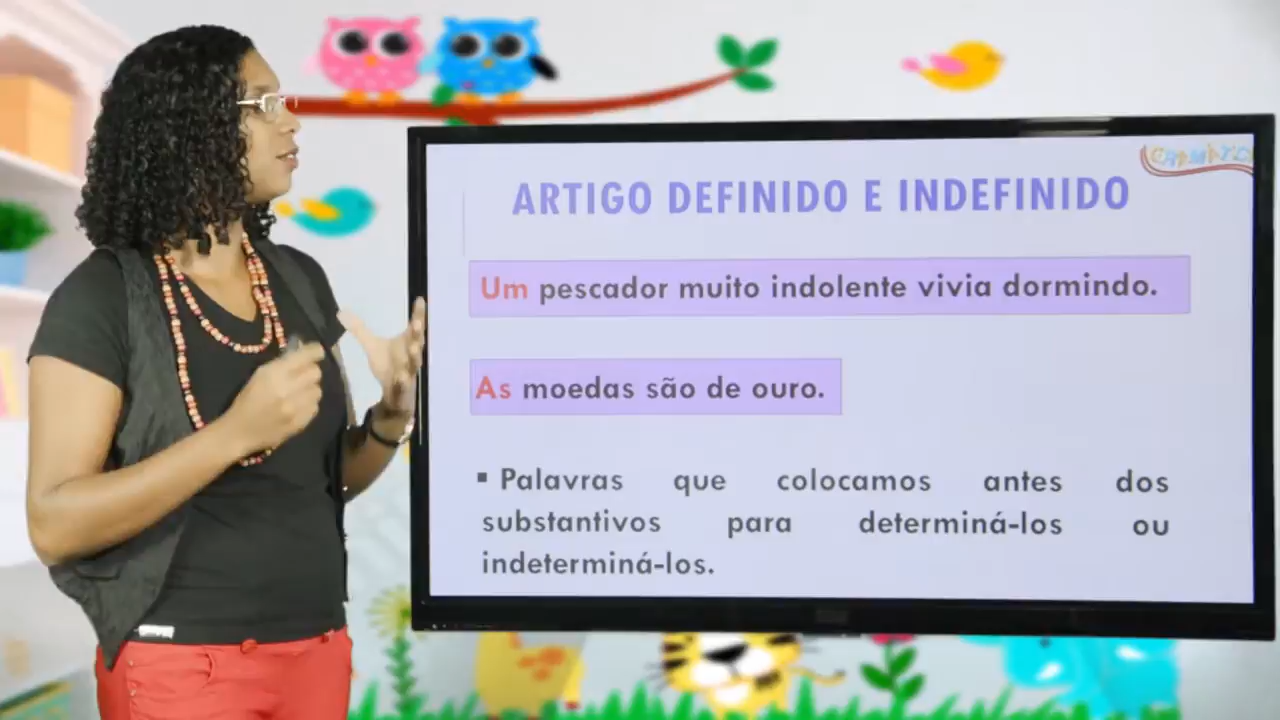 ARTIGO DEFINIDO E INDEFINIDO
Um pescador muito indolente vivia dormindo.
As moedas são de ouro.
▪ Palavras que colocamos antes dos
substantivos para determiná-los ou
indeterminá-los.